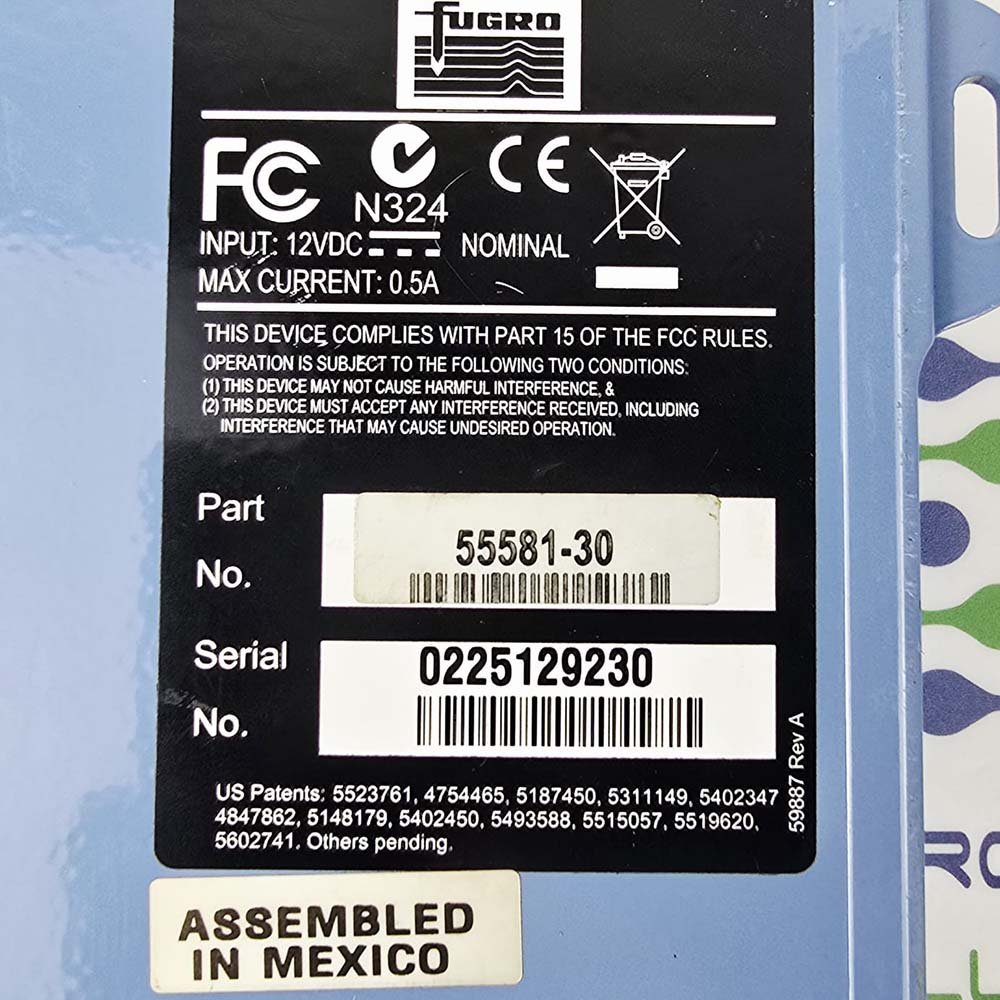 FUGRO
FC CE
N324
INPUT: 12VDC NOMINAL
MAX CURRENT: 0.5A
THIS DEVICE COMPLIES WITH PART 15 OF THE FCC RULES.
OPERATION IS SUBJECT TO THE FOLLOWING TWO CONDITIONS:
(1) THIS DEVICE MAY NOT CAUSE HARMFUL INTERFERENCE, &
(2) THIS DEVICE MUST ACCEPT ANY INTERFERENCE RECEIVED, INCLUDING
INTERFERENCE THAT MAY CAUSE UNDESIRED OPERATION.
Part
No.
55581-30
Serial
No.
0225129230
59887 Rev A
US Patents: 5523761, 4754465, 5187450, 5311149, 5402347
4847862, 5148179, 5402450, 5493588, 5515057, 5519620,
5602741. Others pending.
ASSEMBLED
IN MEXICO